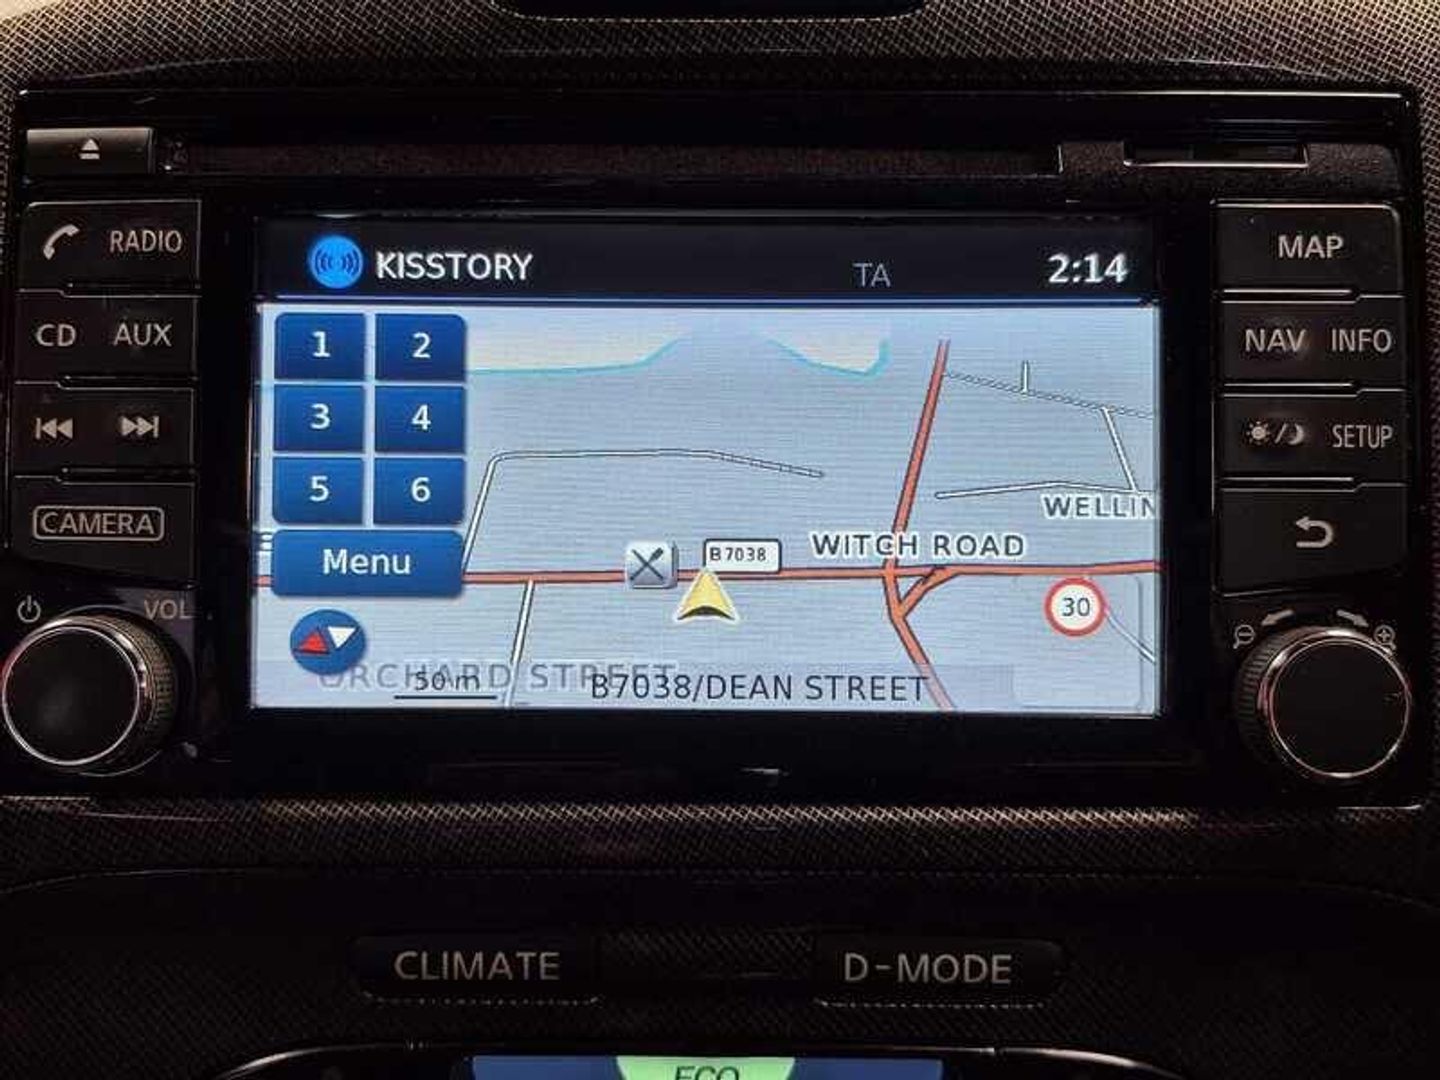 RADIO
CD AUX
CAMERA
VOL
KISSTORY
TA
2:14
1 2
3 4
5 6
Menu
B7038
WITCH ROAD
WELLIN
30
ORCHARD STREET
50 m
B7038/DEAN STREET
MAP
NAV INFO
SETUP
CLIMATE
D-MODE
ECO